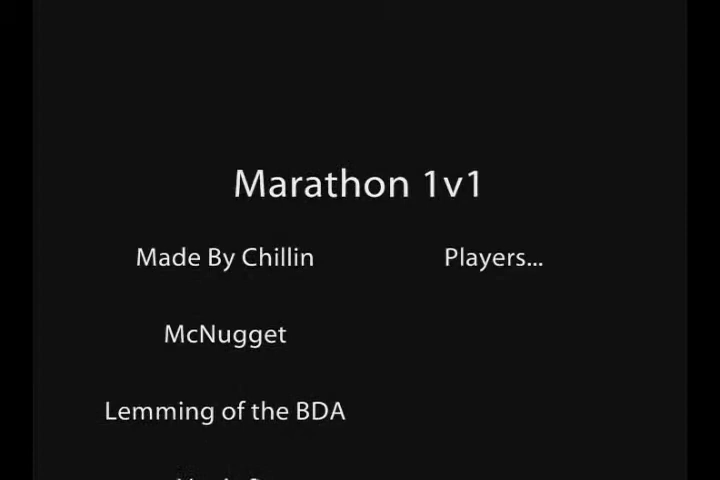 Marathon 1v1
Made By Chillin
Players...
McNugget
Lemming of the BDA